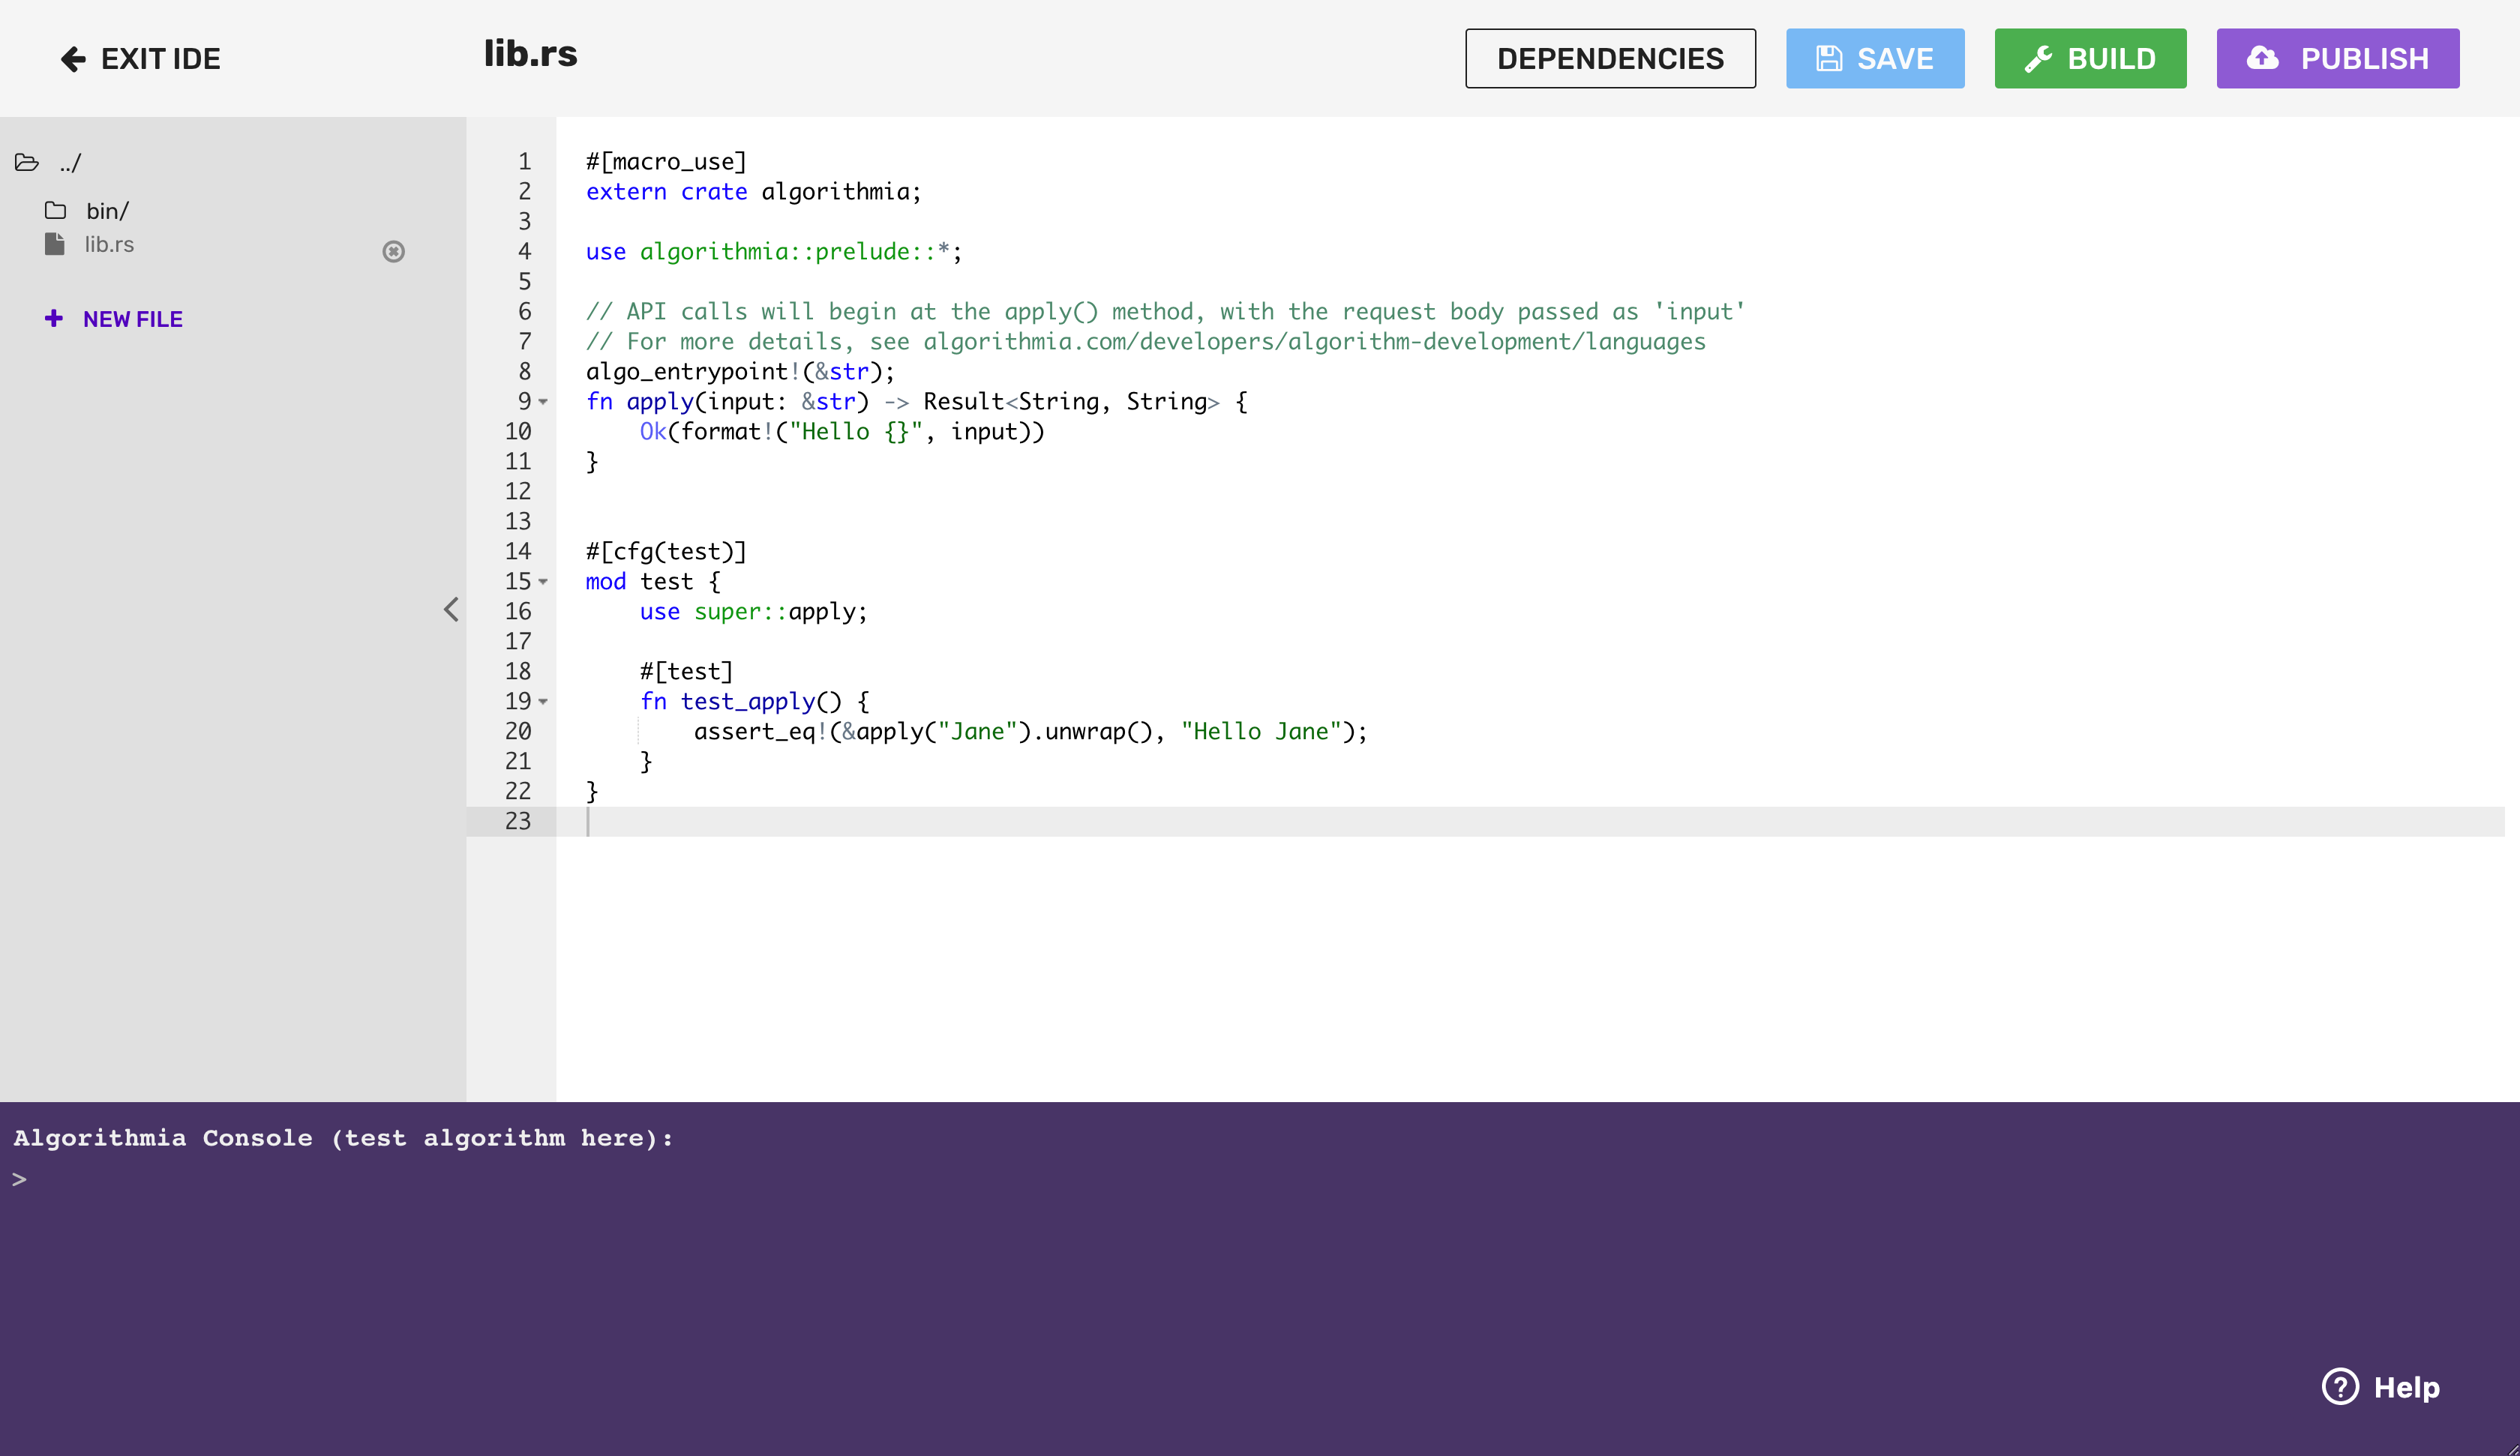 EXIT IDE
lib.rs
DEPENDENCIES
SAVE
BUILD
PUBLISH
../
bin/
lib.rs
NEW FILE
1 #[macro_use]
2 extern crate algorithmia;
3
4 use algorithmia::prelude::*;
5
6 // API calls will begin at the apply() method, with the request body passed as 'input'
7 // For more details, see algorithmia.com/developers/algorithm-development/languages
8 algo_entrypoint!(&str);
9 fn apply(input: &str) -> Result<String, String> {
10     Ok(format!("Hello {}", input))
11 }
12
13
14 #[cfg(test)]
15 mod test {
16     use super::apply;
17
18     #[test]
19     fn test_apply() {
20         assert_eq!(&apply("Jane").unwrap(), "Hello Jane");
21     }
22 }
23
Algorithmia Console (test algorithm here):
>
Help